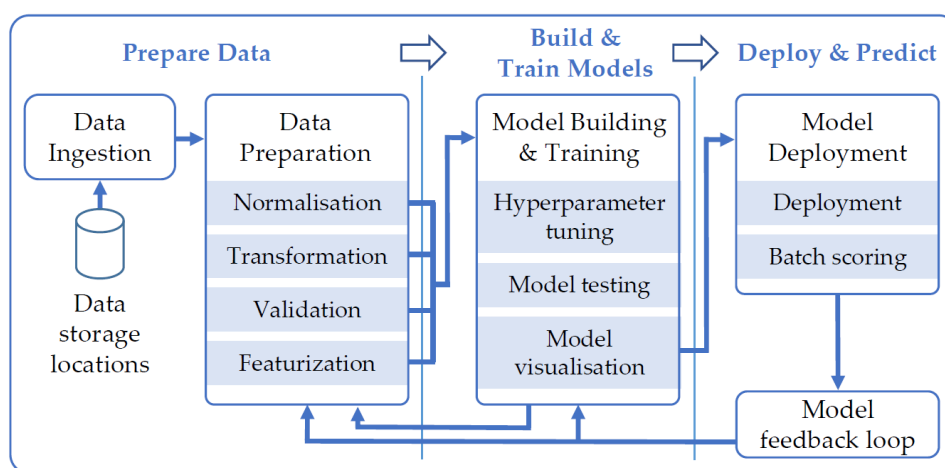 Prepare Data
Build &
Train Models
Deploy & Predict
Data
Ingestion
Data
storage
locations
Data
Preparation
Normalisation
Transformation
Validation
Featurization
Model Building
& Training
Hyperparameter
tuning
Model testing
Model
visualisation
Model
Deployment
Deployment
Batch scoring
Model
feedback loop